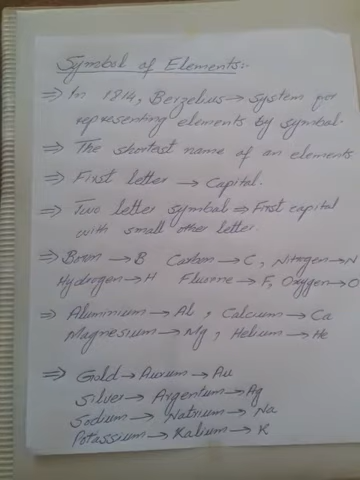 Symbol of Elements:-
⇒ In 1814, Berzelius → system for
representing elements by symbol.
⇒ The shortest name of an elements.
⇒ First letter → Capital.
⇒ Two letter symbol ⇒ First capital
with small other letter.
⇒ Boron → B Carbon → C, Nitrogen → N
Hydrogen → H Fluorine → F, Oxygen → O
⇒ Aluminium → Al, Calcium → Ca
Magnesium → Mg, Helium → He
⇒ Gold → Aurum → Au
Silver → Argentum → Ag
Sodium → Natrium → Na
Potassium → Kalium → K